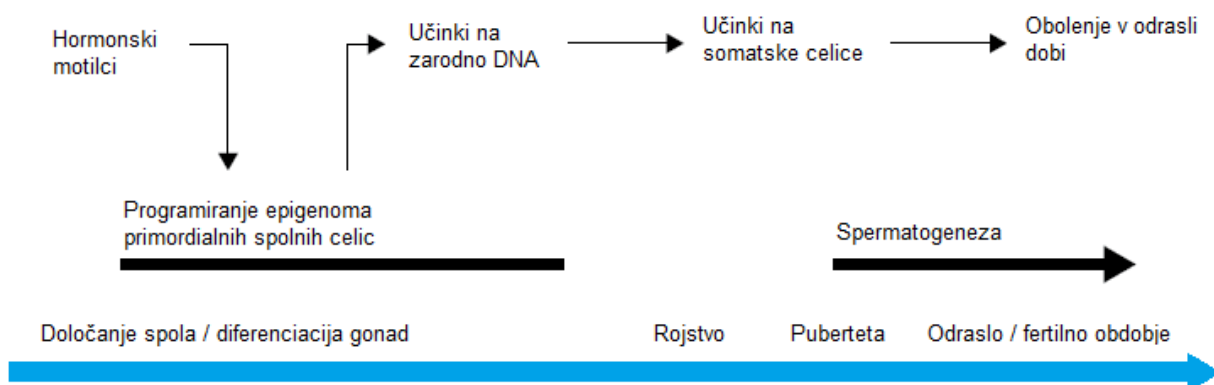 Hormonski
motilci
Učinki na
zarodno DNA
Učinki na
somatske celice
Obolenje v odrasli
dobi
Programiranje epigenoma
primordialnih spolnih celic
Spermatogeneza
Določanje spola / diferenciacija gonad
Rojstvo
Puberteta
Odraslo / fertilno obdobje